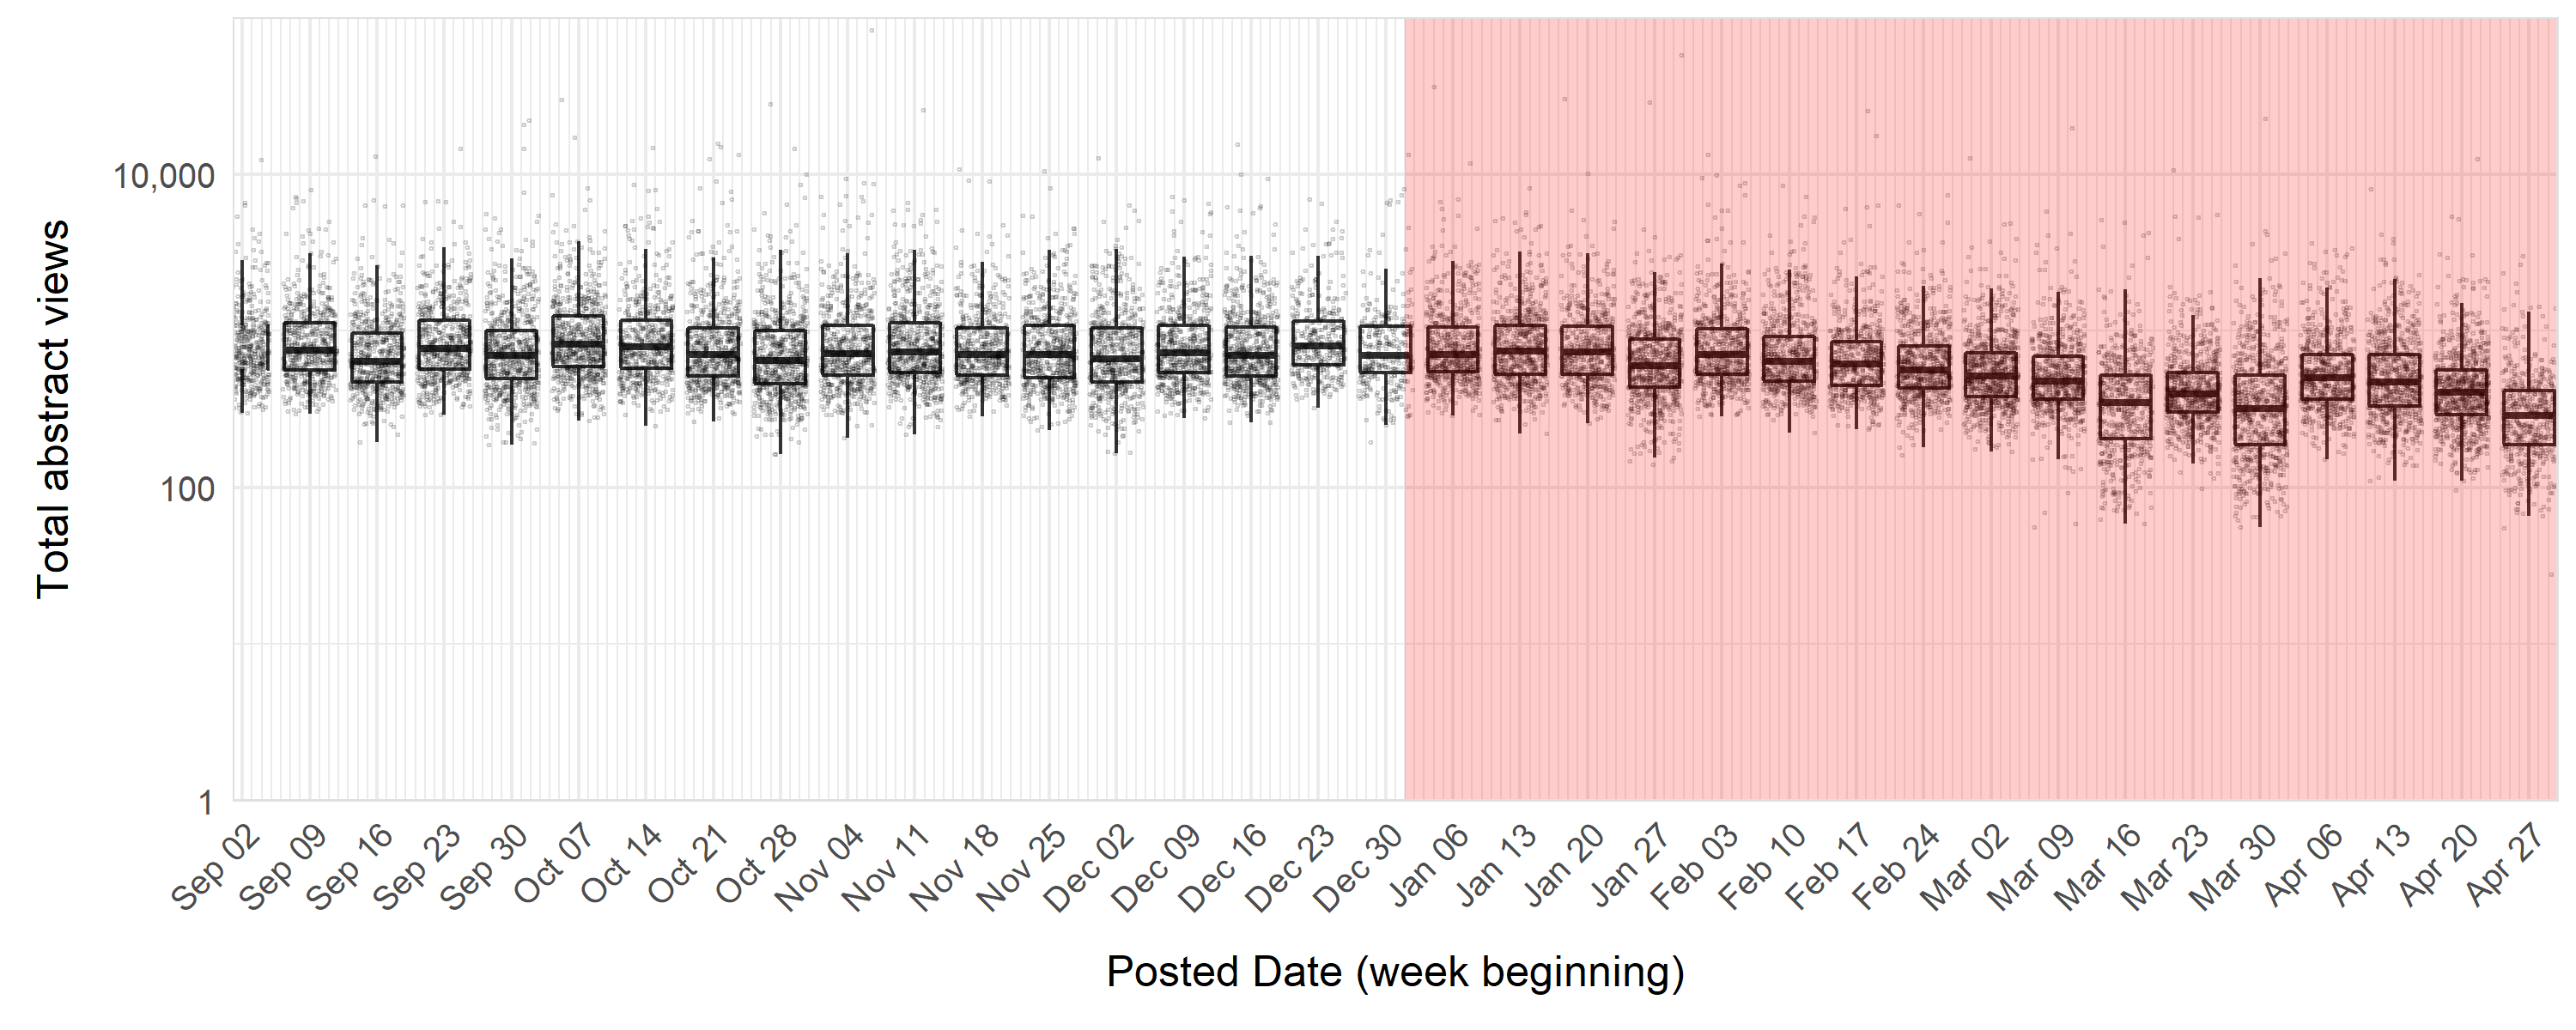 Total abstract views
10,000
100
1
Sep 02
Sep 09
Sep 16
Sep 23
Sep 30
Oct 07
Oct 14
Oct 21
Oct 28
Nov 04
Nov 11
Nov 18
Nov 25
Dec 02
Dec 09
Dec 16
Dec 23
Dec 30
Jan 06
Jan 13
Jan 20
Jan 27
Feb 03
Feb 10
Feb 17
Feb 24
Mar 02
Mar 09
Mar 16
Mar 23
Mar 30
Apr 06
Apr 13
Apr 20
Apr 27
Posted Date (week beginning)